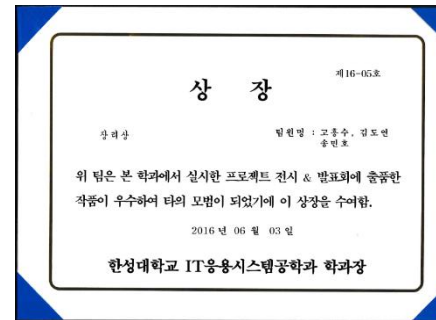 제16-05호
상 장
장려상
팀원명 : 고흥수, 김도연
송민호
위 팀은 본 학과에서 실시한 프로젝트 전시 & 발표회에 출품한
작품이 우수하여 타의 모범이 되었기에 이 상장을 수여함.
2016 년 06 월 03 일
한성대학교 IT응용시스템공학과 학과장